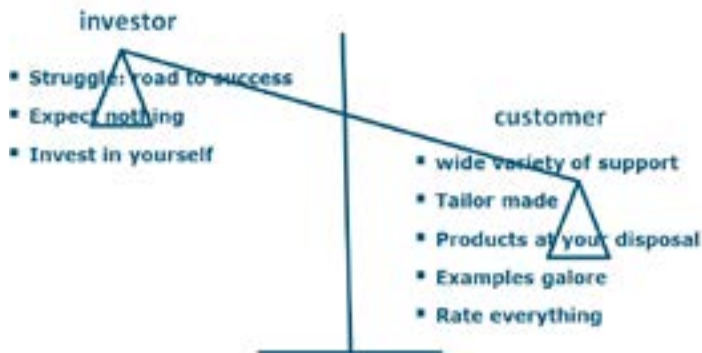 investor
▪ Struggle: road to success
▪ Expect nothing
▪ Invest in yourself
customer
▪ wide variety of support
▪ Tailor made
▪ Products at your disposal
▪ Examples galore
▪ Rate everything